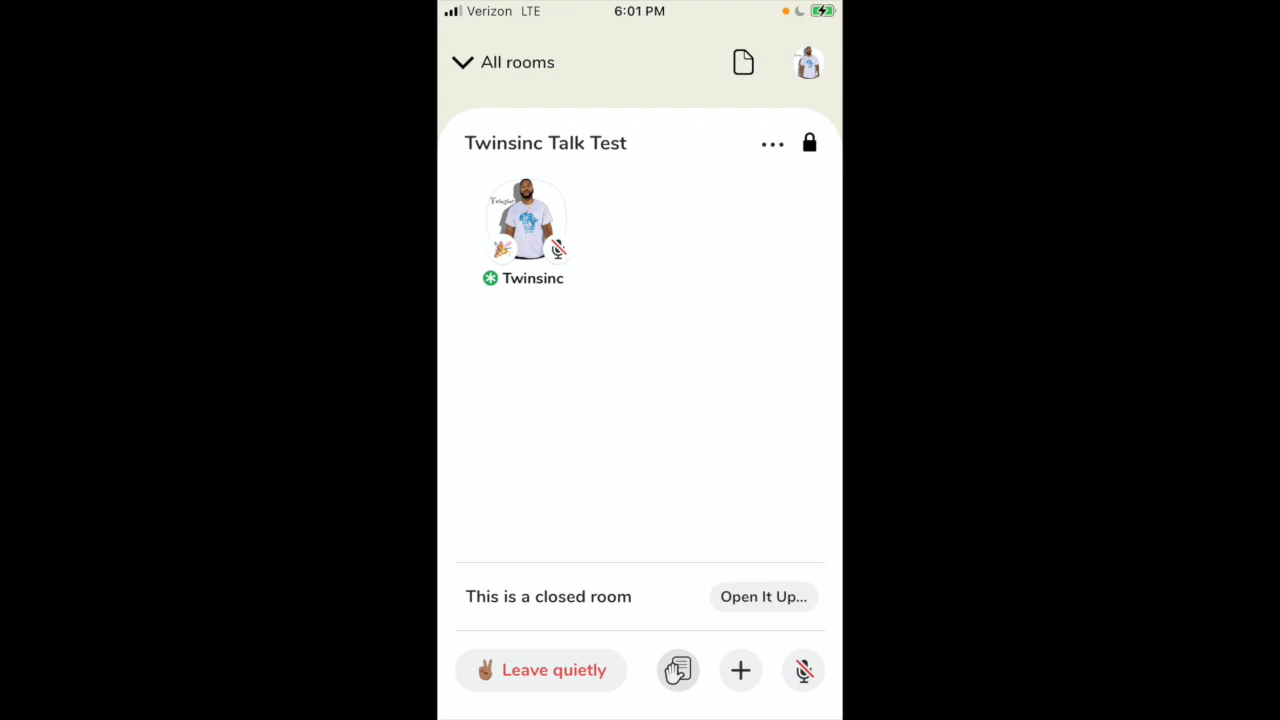 Verizon LTE 6:01 PM
All rooms
Twinsinc Talk Test
Twinsinc
Twinsinc
This is a closed room
Open It Up...
Leave quietly